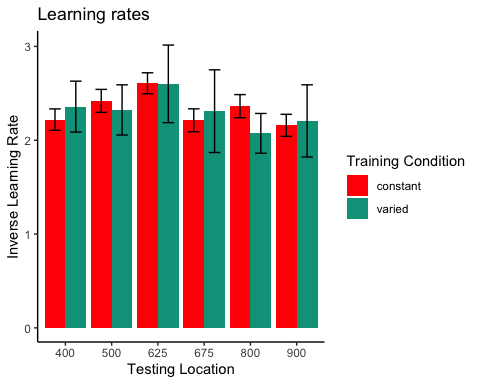 Learning rates
3
2
1
0
Inverse Learning Rate
400 500 625 675 800 900
Testing Location
Training Condition
constant
varied